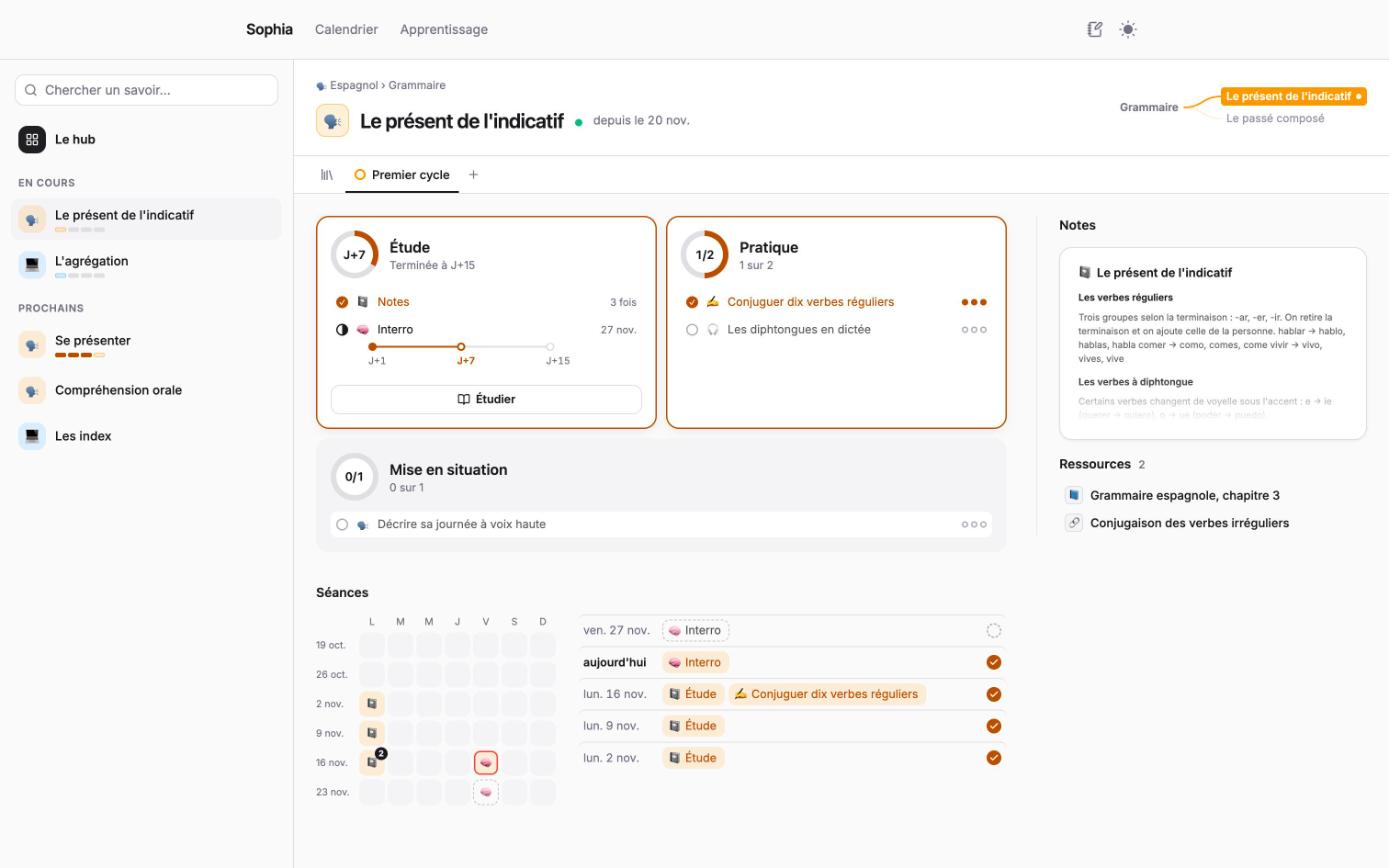 Sophia
Calendrier
Apprentissage
Chercher un savoir...
Le hub
EN COURS
Le présent de l'indicatif
L'agrégation
PROCHAINS
Se présenter
Compréhension orale
Les index
Espagnol › Grammaire
Le présent de l'indicatif
depuis le 20 nov.
Grammaire
Le présent de l'indicatif
Le passé composé
Premier cycle
J+7
Étude
Terminée à J+15
Notes
3 fois
Interro
27 nov.
J+1
J+7
J+15
Étudier
1/2
Pratique
1 sur 2
Conjuguer dix verbes réguliers
Les diphtongues en dictée
0/1
Mise en situation
0 sur 1
Décrire sa journée à voix haute
Notes
Le présent de l'indicatif
Les verbes réguliers
Trois groupes selon la terminaison : -ar, -er, -ir. On retire la
terminaison et on ajoute celle de la personne. hablar → hablo,
hablas, habla comer → como, comes, come vivir → vivo,
vives, vive
Les verbes à diphtongue
Certains verbes changent de voyelle sous l'accent : e → ie
(querer → quiero), o → ue (poder → puedo).
Ressources 2
Grammaire espagnole, chapitre 3
Conjugaison des verbes irréguliers
Séances
L M M J V S D
19 oct.
26 oct.
2 nov.
9 nov.
16 nov.
2
23 nov.
ven. 27 nov. Interro
aujourd'hui Interro
lun. 16 nov. Étude Conjuguer dix verbes réguliers
lun. 9 nov. Étude
lun. 2 nov. Étude